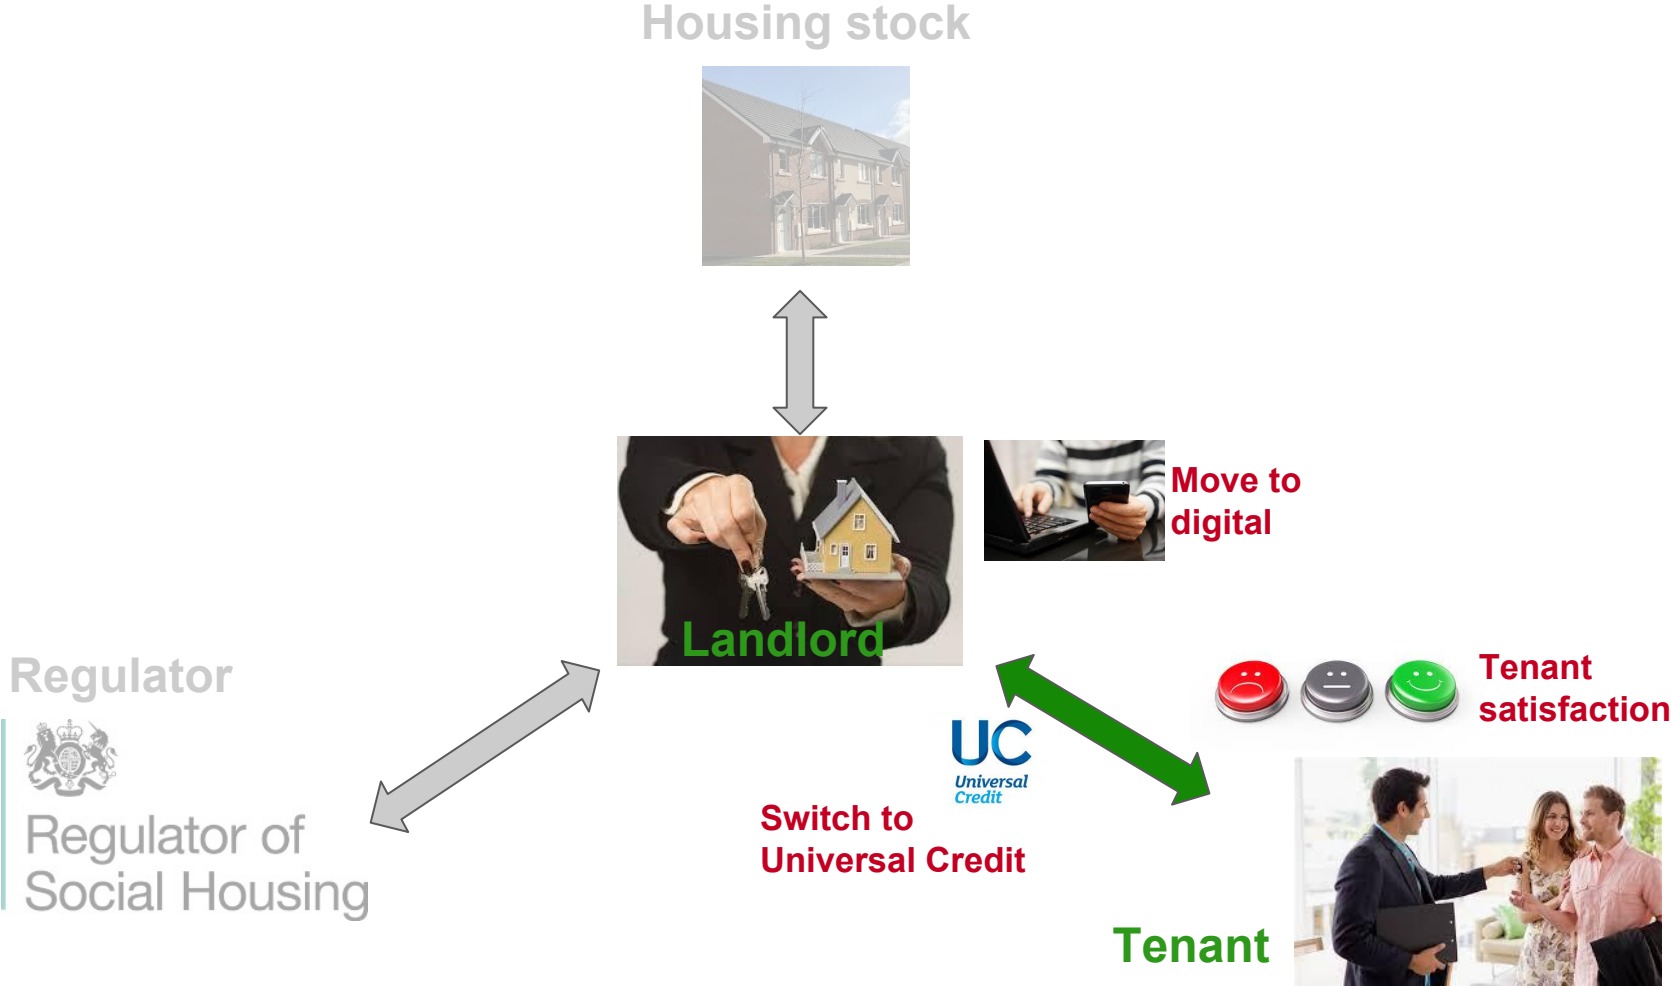 Housing stock
Move to
digital
Landlord
Regulator
Tenant
satisfaction
UC
Universal
Credit
Switch to
Universal Credit
Regulator of
Social Housing
Tenant